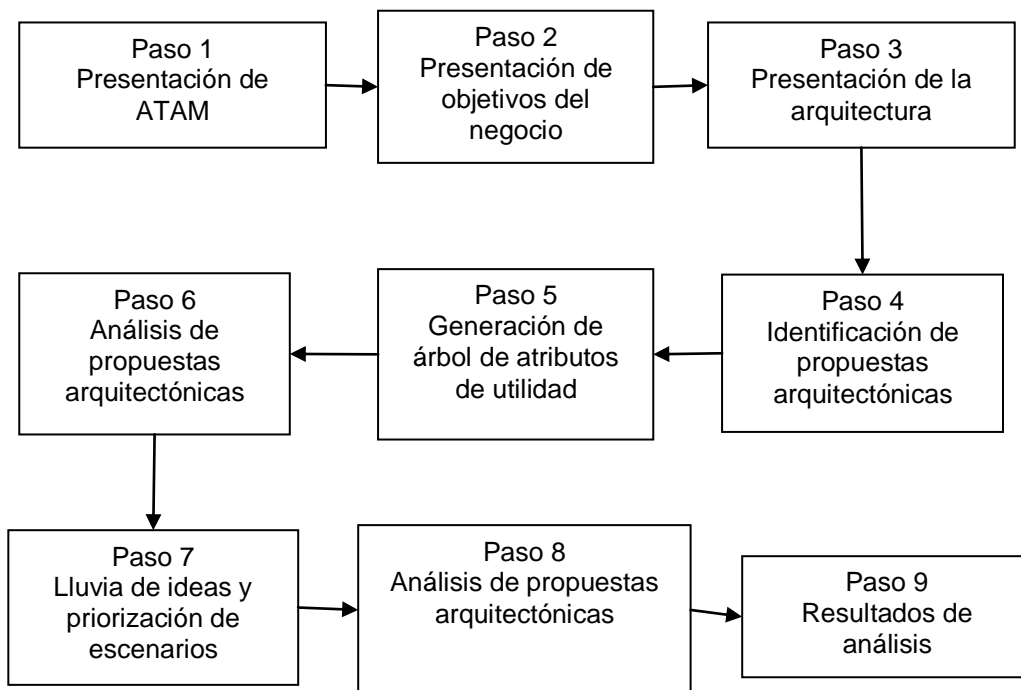 Paso 1
Presentación de
ATAM
Paso 2
Presentación de
objetivos del
negocio
Paso 3
Presentación de la
arquitectura
Paso 4
Identificación de
propuestas
arquitectónicas
Paso 5
Generación de
árbol de atributos
de utilidad
Paso 6
Análisis de
propuestas
arquitectónicas
Paso 7
Lluvia de ideas y
priorización de
escenarios
Paso 8
Análisis de propuestas
arquitectónicas
Paso 9
Resultados de
análisis